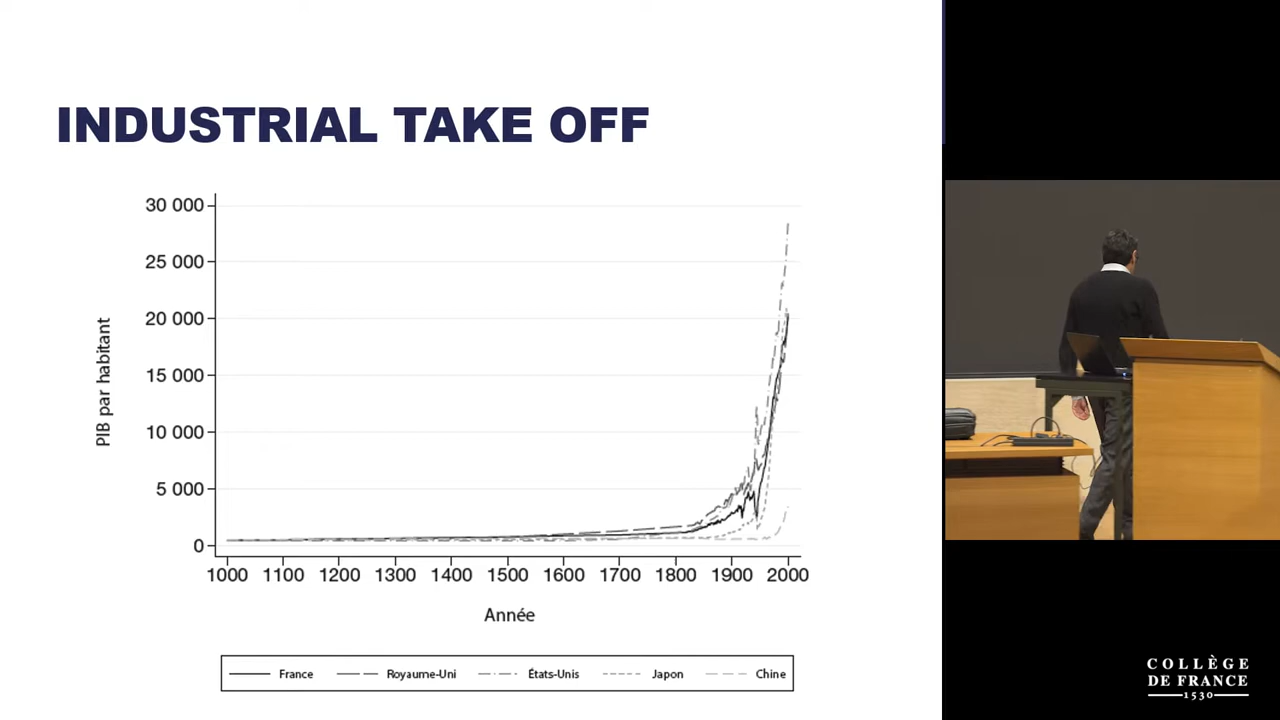 INDUSTRIAL TAKE OFF
30 000
25 000
20 000
15 000
10 000
5 000
0
PIB par habitant
1000 1100 1200 1300 1400 1500 1600 1700 1800 1900 2000
Année
France Royaume-Uni États-Unis Japon Chine
COLLÈGE
DE FRANCE
1530